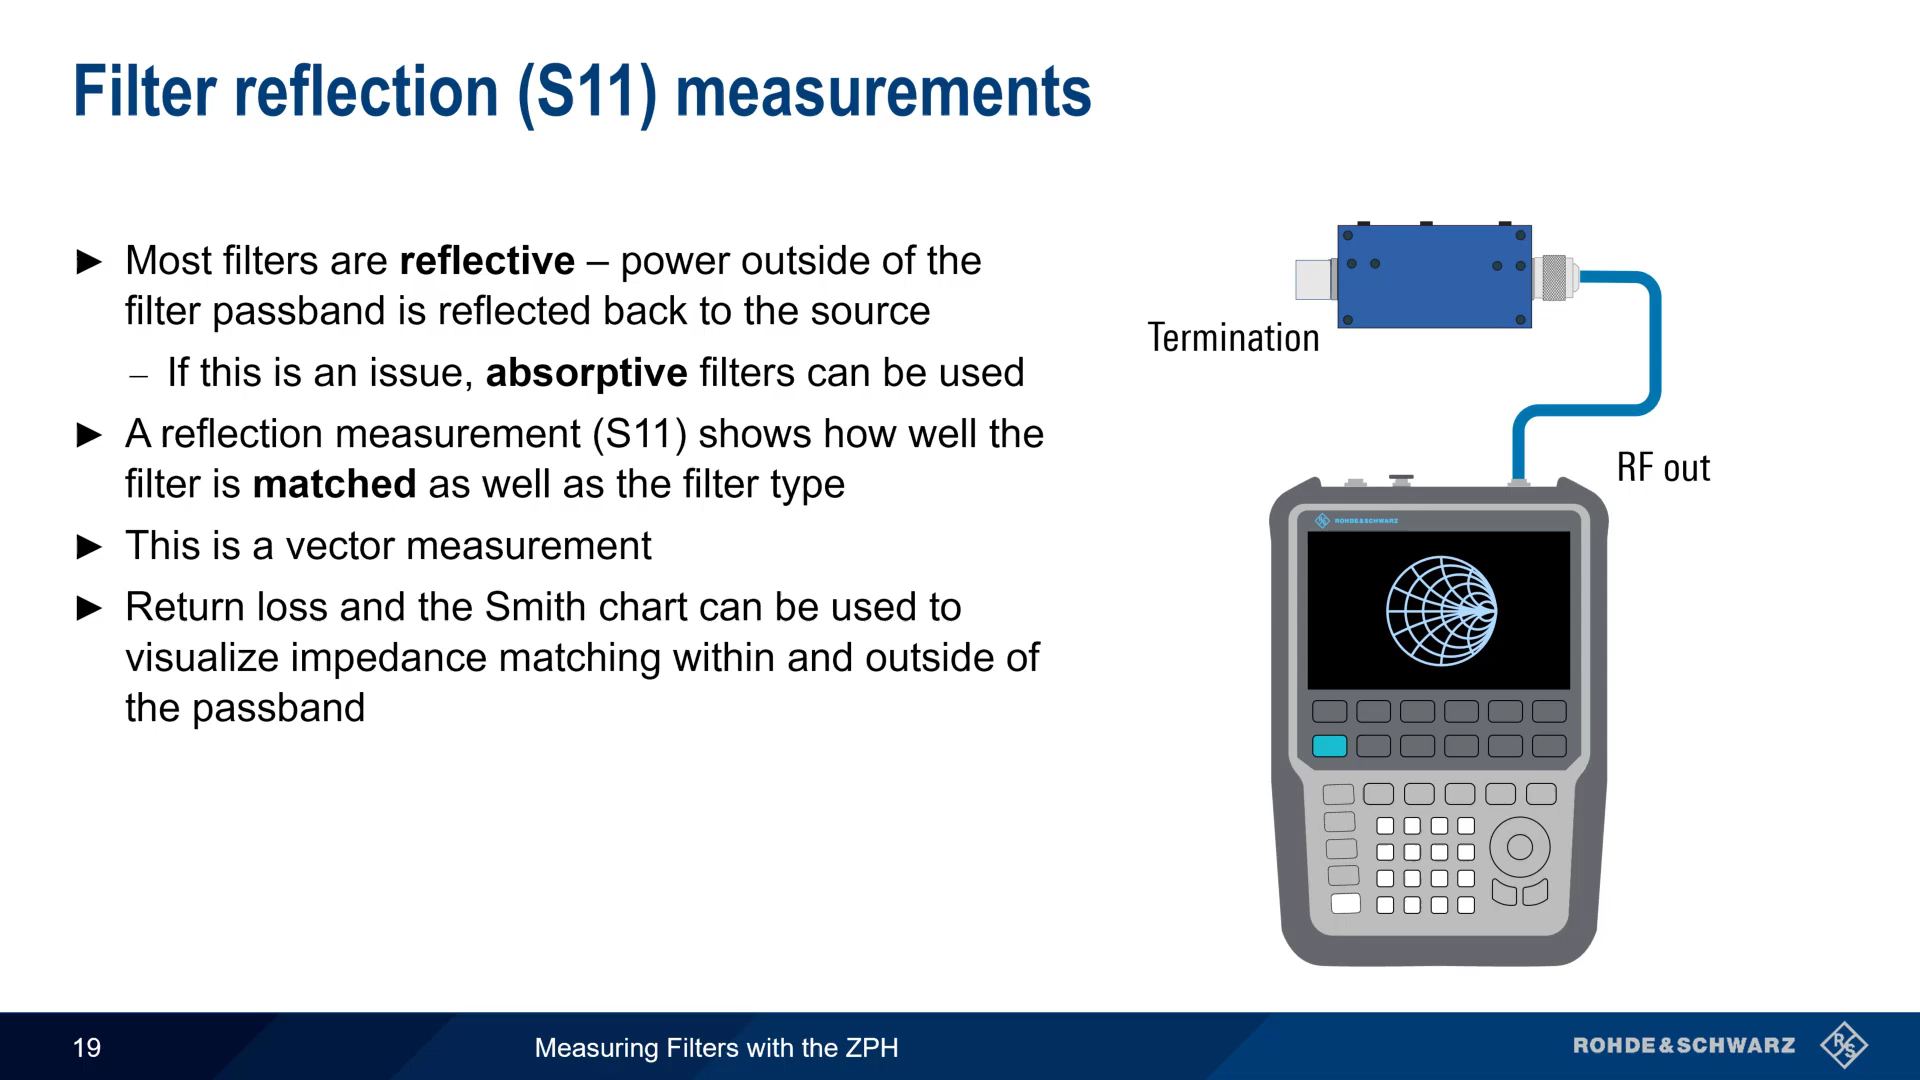 Filter reflection (S11) measurements
► Most filters are reflective – power outside of the
filter passband is reflected back to the source
– If this is an issue, absorptive filters can be used
► A reflection measurement (S11) shows how well the
filter is matched as well as the filter type
► This is a vector measurement
► Return loss and the Smith chart can be used to
visualize impedance matching within and outside of
the passband
Termination
RF out
ROHDE&SCHWARZ
19
Measuring Filters with the ZPH
ROHDE&SCHWARZ
R&S